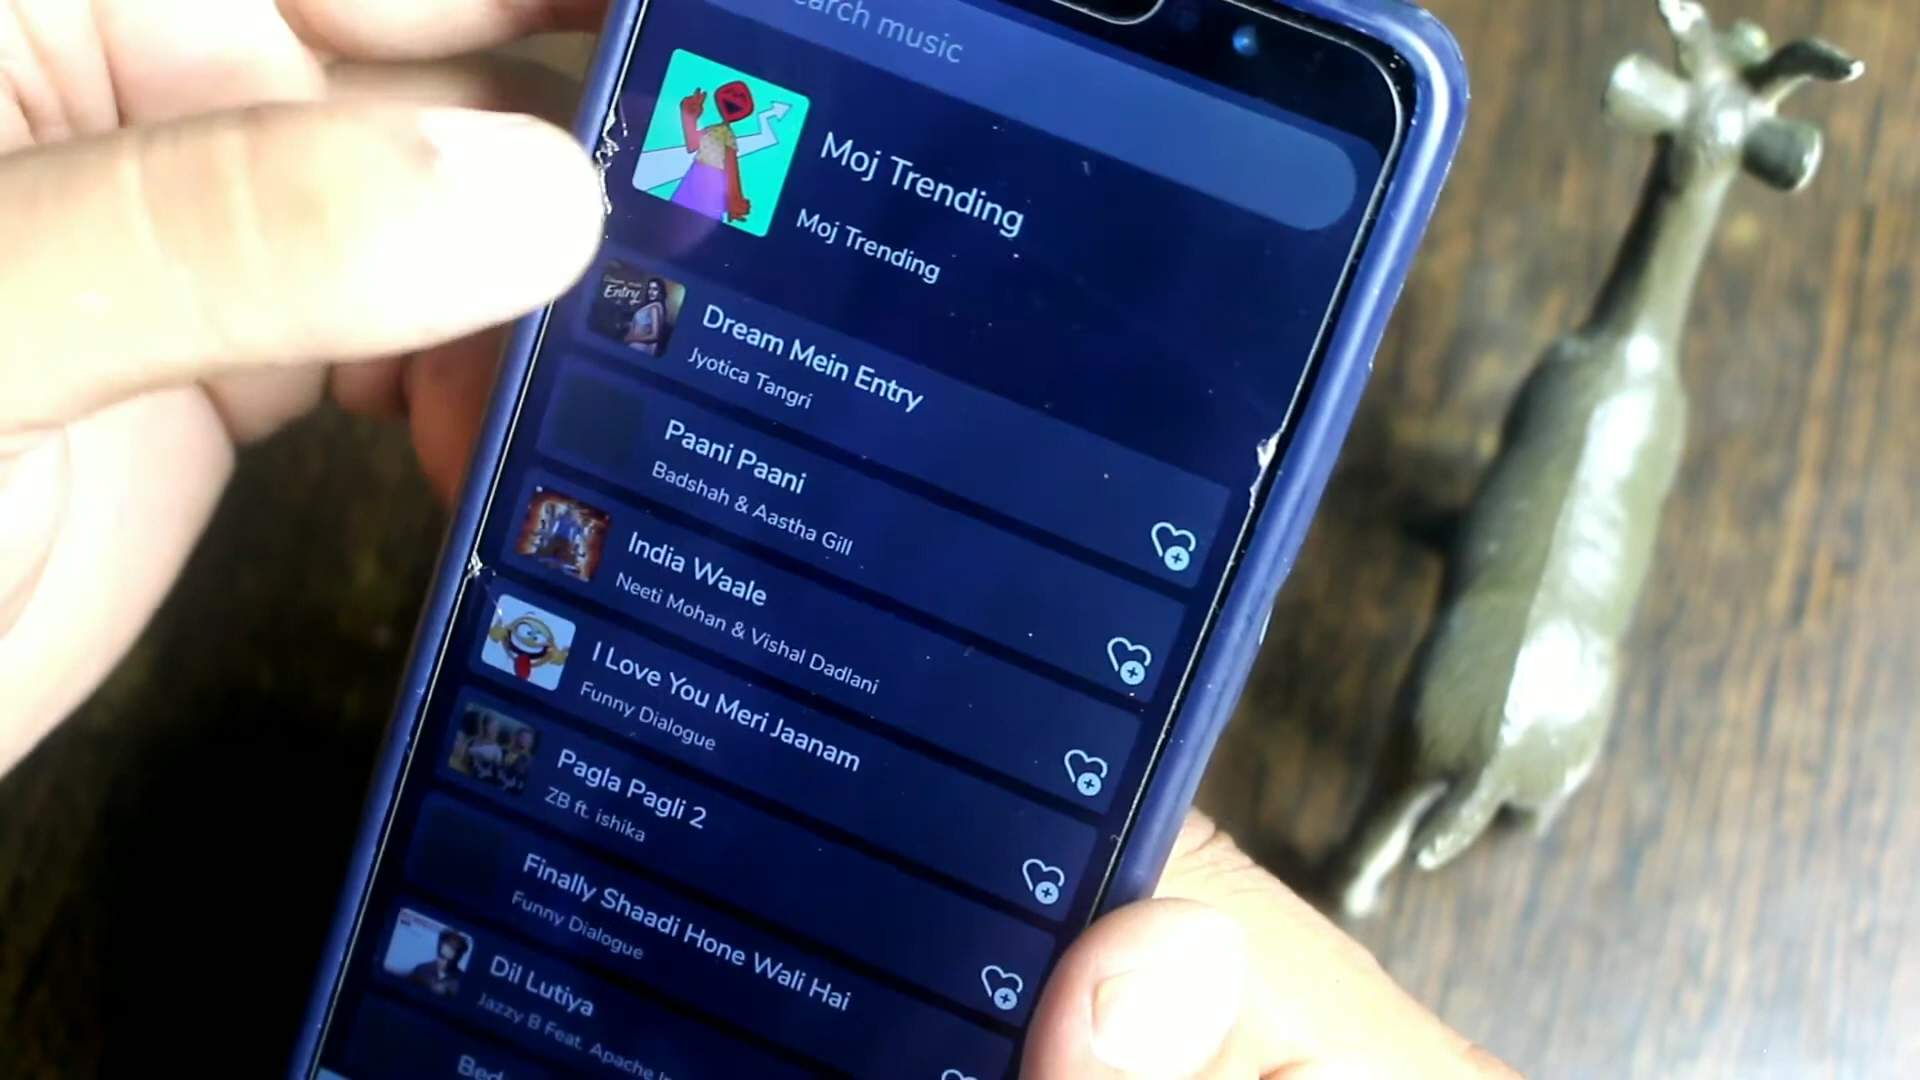 music
Moj Trending
Moj Trending
Entry
Dream Mein Entry
Jyotica Tangri
Paani Paani
Badshah & Aastha Gill
India Waale
Neeti Mohan & Vishal Dadlani
I Love You Meri Jaanam
Funny Dialogue
Pagla Pagli 2
ZB ft. ishika
Finally Shaadi Hone Wali Hai
Funny Dialogue
Dil Lutiya
Jazzy B Feat. Apache